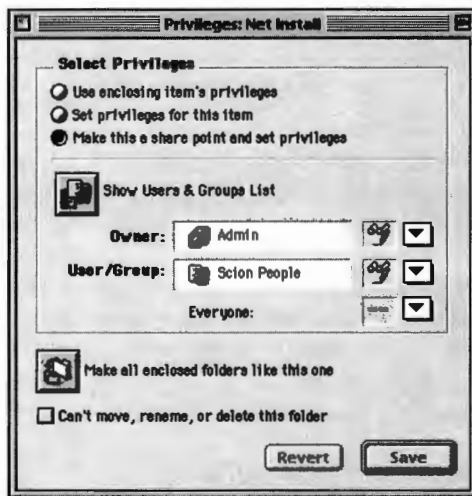 Privileges: Net Install
Select Privileges
Use enclosing item's privileges
Set privileges for this item
Make this a share point and set privileges
Show Users & Groups List
Owner: Admin
User/Group: Scion People
Everyone:
Make all enclosed folders like this one
Can't move, rename, or delete this folder
Revert Save